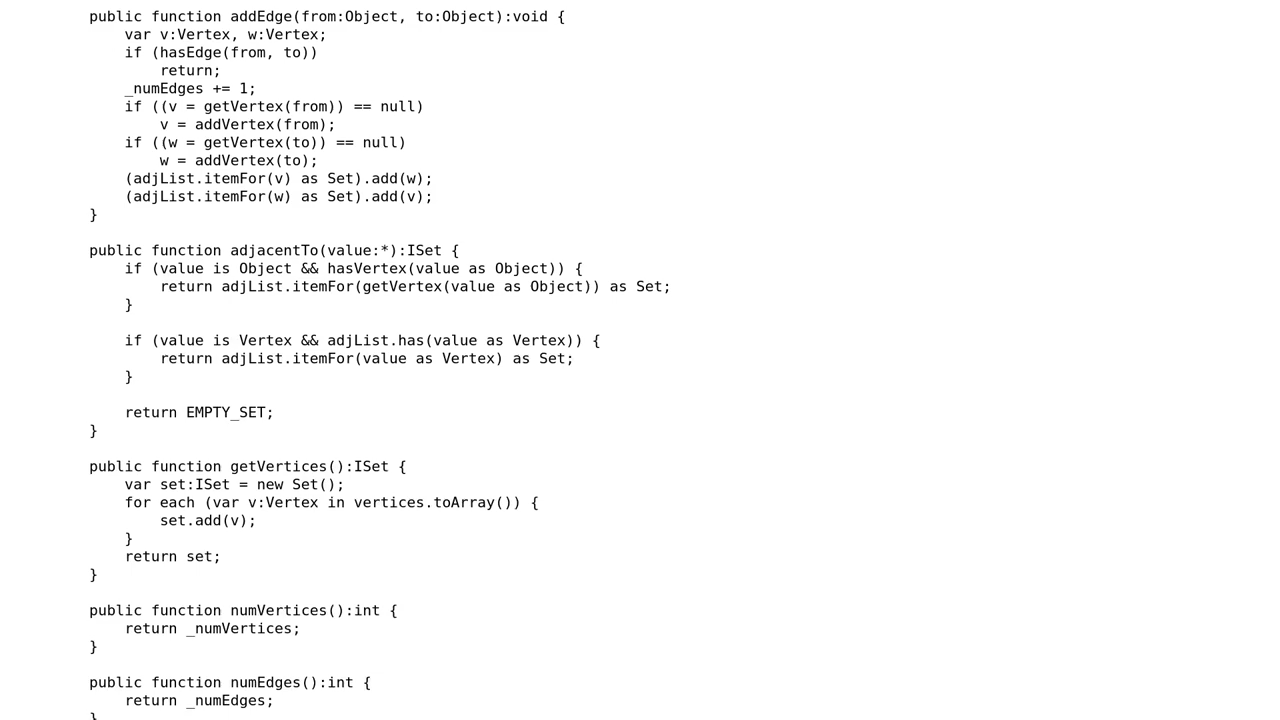 public function addEdge(from:Object, to:Object):void {
    var v:Vertex, w:Vertex;
    if (hasEdge(from, to))
        return;
    _numEdges += 1;
    if ((v = getVertex(from)) == null)
        v = addVertex(from);
    if ((w = getVertex(to)) == null)
        w = addVertex(to);
    (adjList.itemFor(v) as Set).add(w);
    (adjList.itemFor(w) as Set).add(v);
}

public function adjacentTo(value:*):ISet {
    if (value is Object && hasVertex(value as Object)) {
        return adjList.itemFor(getVertex(value as Object)) as Set;
    }

    if (value is Vertex && adjList.has(value as Vertex)) {
        return adjList.itemFor(value as Vertex) as Set;
    }

    return EMPTY_SET;
}

public function getVertices():ISet {
    var set:ISet = new Set();
    for each (var v:Vertex in vertices.toArray()) {
        set.add(v);
    }
    return set;
}

public function numVertices():int {
    return _numVertices;
}

public function numEdges():int {
    return _numEdges;
}